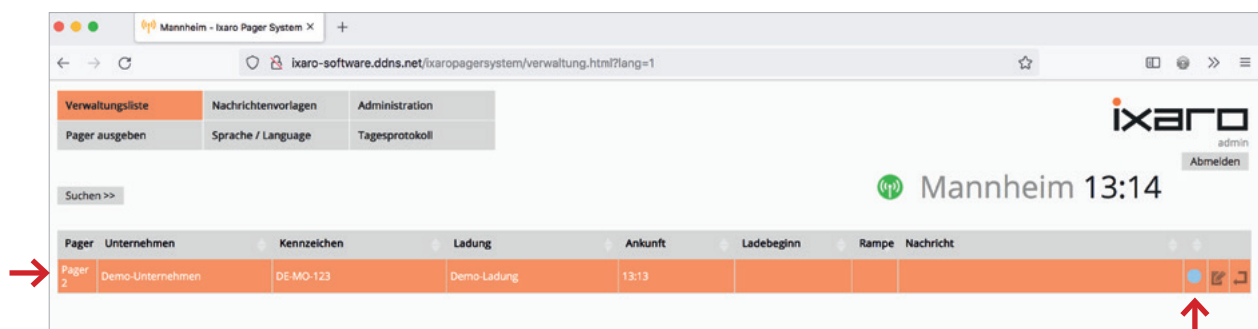 Mannheim - Ixaro Pager System × +
ixaro-software.ddns.net/ixaropagersystem/verwaltung.html?lang=1
Verwaltungsliste Nachrichtenvorlagen Administration
Pager ausgeben Sprache / Language Tagesprotokoll
ixaro
admin
Abmelden
Suchen >>
Mannheim 13:14
Pager Unternehmen Kennzeichen Ladung Ankunft Ladebeginn Rampe Nachricht
Pager 2 Demo-Unternehmen DE-MO-123 Demo-Ladung 13:13